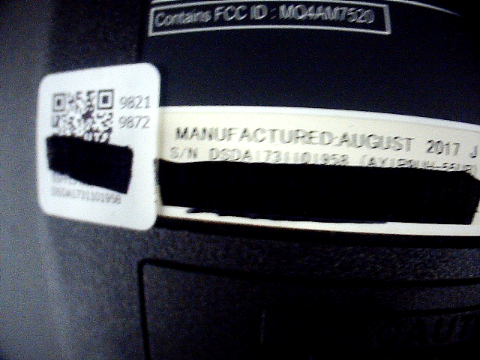 Contains FCC ID : MO4AM7520
9821
9872
MANUFACTURED:AUGUST 2017 J
S/N DSDA1731101958
DSDA1731101958